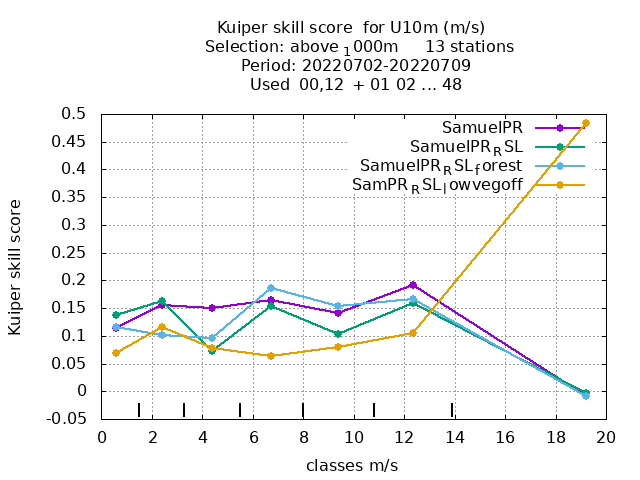 Kuiper skill score for U10m (m/s)
Selection: above 1000m 13 stations
Period: 20220702-20220709
Used 00,12 + 01 02 ... 48
SamuelPR
SamuelPRRSL
SamuelPRRSLforest
SamPRRSLlowvegoff
Kuiper skill score
0.5
0.45
0.4
0.35
0.3
0.25
0.2
0.15
0.1
0.05
0
-0.05
0 2 4 6 8 10 12 14 16 18 20
classes m/s